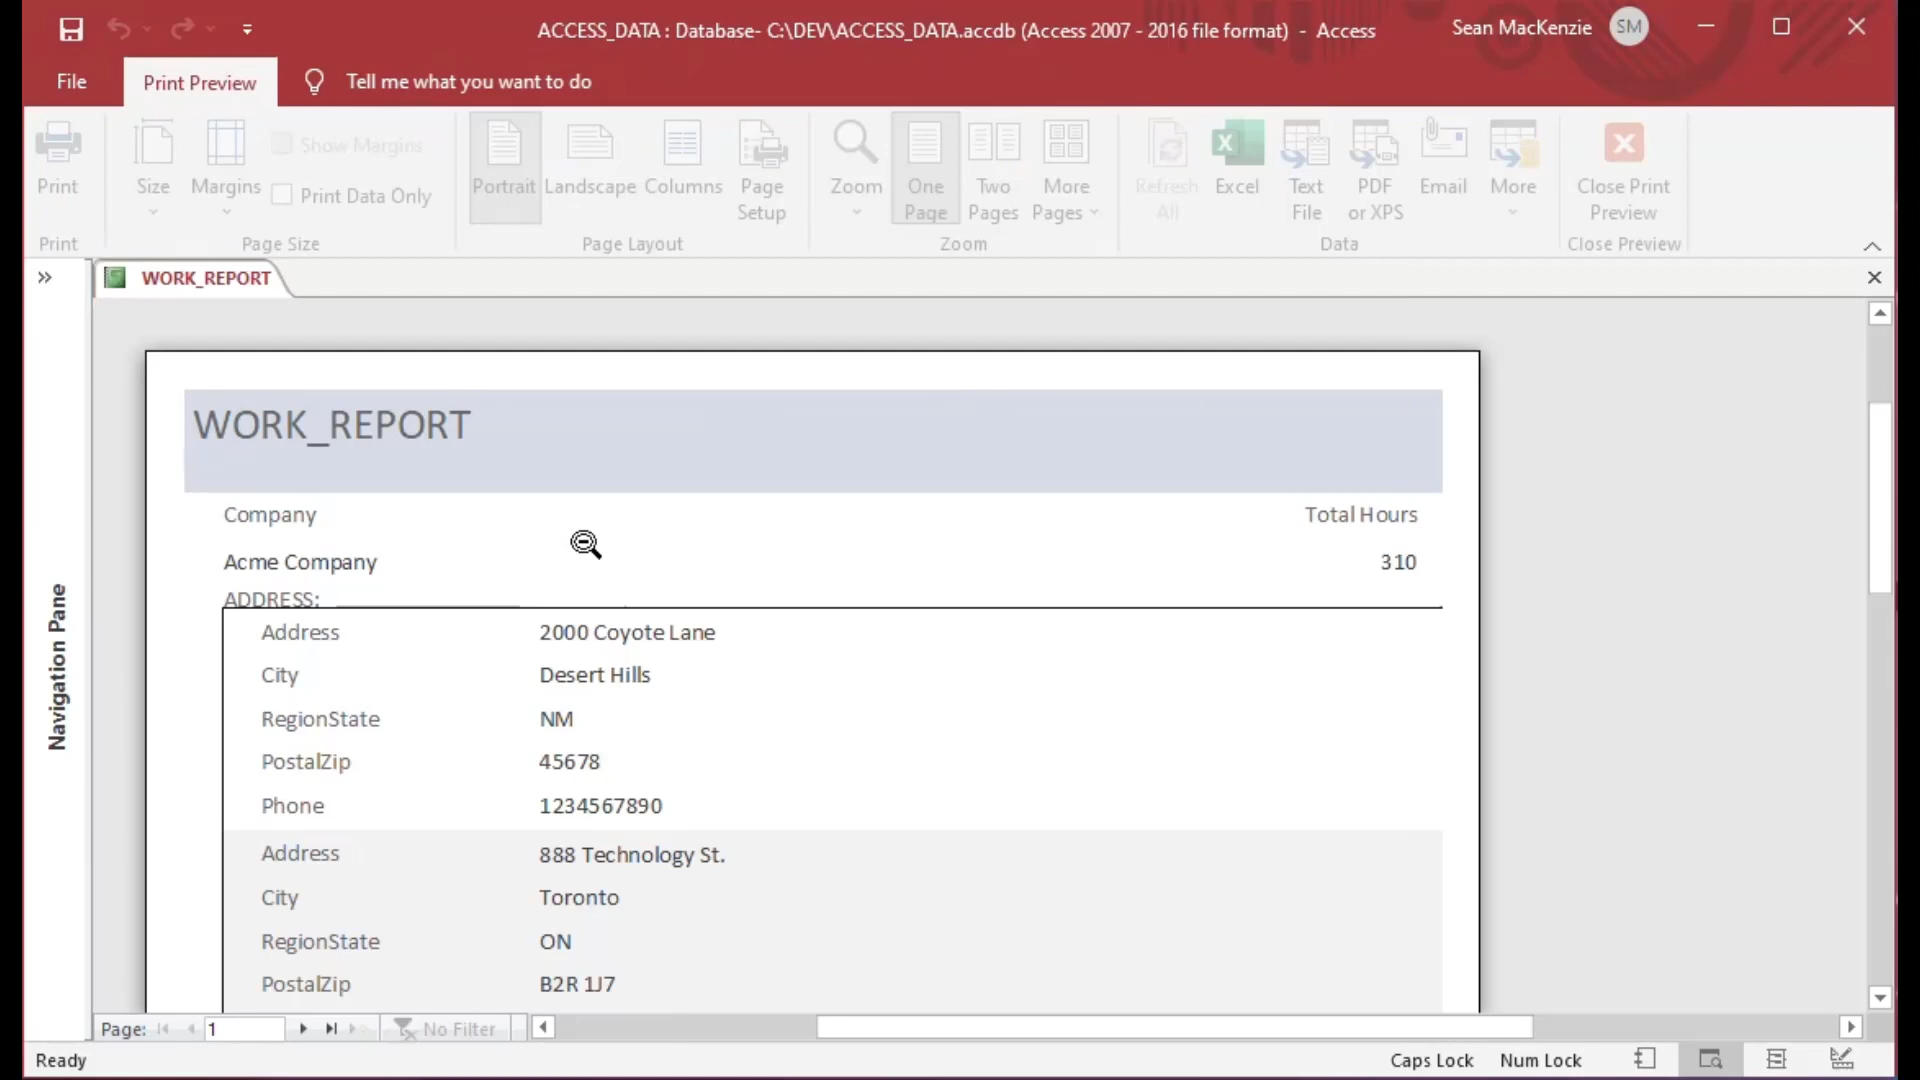 ACCESS_DATA : Database- C:\DEV\ACCESS_DATA.accdb (Access 2007 - 2016 file format) - Access
Sean MacKenzie SM
File Print Preview Tell me what you want to do
Print Size Margins Show Margins Print Data Only Portrait Landscape Columns Page Setup Zoom One Page Two Pages More Pages Refresh All Excel Text File PDF or XPS Email More Close Print Preview
Print Page Size Page Layout Zoom Data Close Preview
WORK_REPORT
Navigation Pane
WORK_REPORT
Company Total Hours
Acme Company 310
ADDRESS:
Address 2000 Coyote Lane
City Desert Hills
RegionState NM
PostalZip 45678
Phone 1234567890
Address 888 Technology St.
City Toronto
RegionState ON
PostalZip B2R 1J7
Page: 1 No Filter
Ready Caps Lock Num Lock